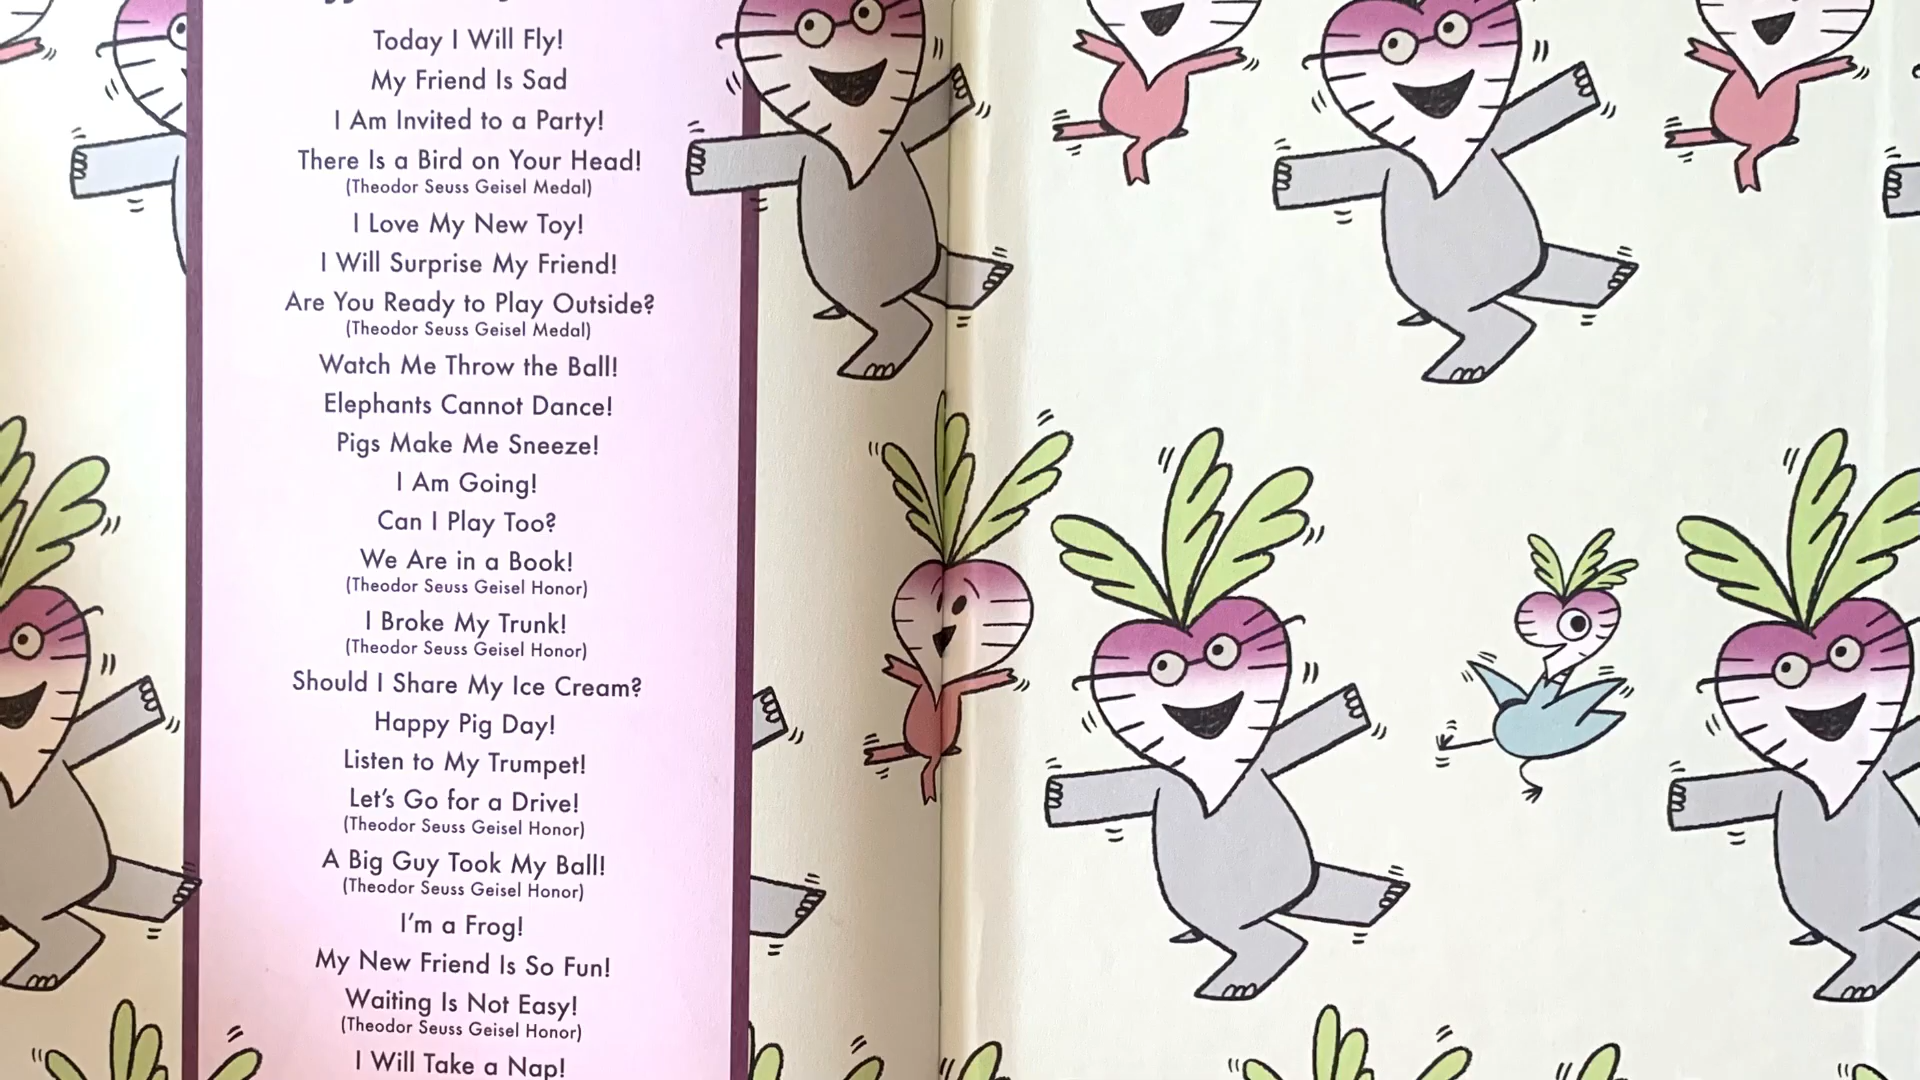 Today I Will Fly!
My Friend Is Sad
I Am Invited to a Party!
There Is a Bird on Your Head!
(Theodor Seuss Geisel Medal)
I Love My New Toy!
I Will Surprise My Friend!
Are You Ready to Play Outside?
(Theodor Seuss Geisel Medal)
Watch Me Throw the Ball!
Elephants Cannot Dance!
Pigs Make Me Sneeze!
I Am Going!
Can I Play Too?
We Are in a Book!
(Theodor Seuss Geisel Honor)
I Broke My Trunk!
(Theodor Seuss Geisel Honor)
Should I Share My Ice Cream?
Happy Pig Day!
Listen to My Trumpet!
Let's Go for a Drive!
(Theodor Seuss Geisel Honor)
A Big Guy Took My Ball!
(Theodor Seuss Geisel Honor)
I'm a Frog!
My New Friend Is So Fun!
Waiting Is Not Easy!
(Theodor Seuss Geisel Honor)
I Will Take a Nap!